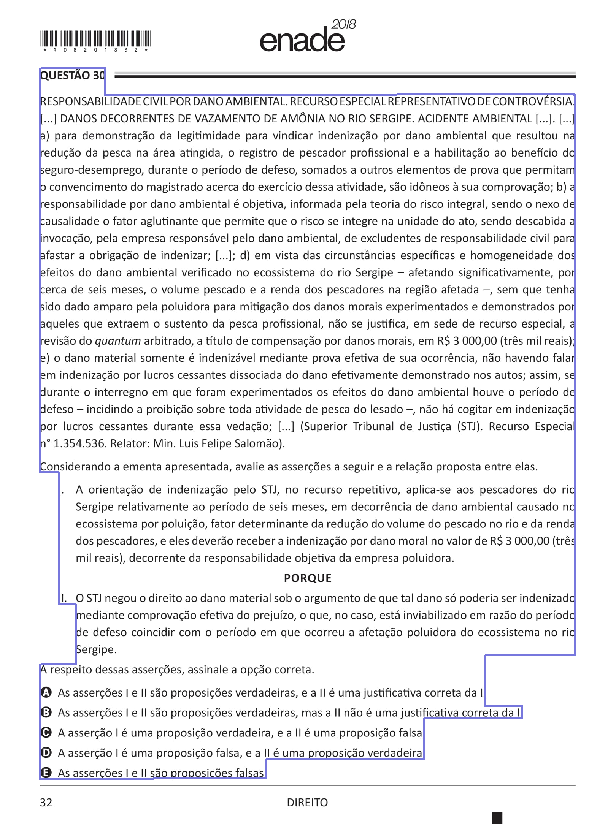 *R0620183 2*
enade2018
QUESTÃO 30
RESPONSABILIDADE CIVIL POR DANO AMBIENTAL. RECURSO ESPECIAL REPRESENTATIVO DE CONTROVÉRSIA.
[...] DANOS DECORRENTES DE VAZAMENTO DE AMÔNIA NO RIO SERGIPE. ACIDENTE AMBIENTAL [...]. [...]
a) para demonstração da legitimidade para vindicar indenização por dano ambiental que resultou na
redução da pesca na área atingida, o registro de pescador profissional e a habilitação ao benefício do
seguro-desemprego, durante o período de defeso, somados a outros elementos de prova que permitam
o convencimento do magistrado acerca do exercício dessa atividade, são idôneos à sua comprovação; b) a
responsabilidade por dano ambiental é objetiva, informada pela teoria do risco integral, sendo o nexo de
causalidade o fator aglutinante que permite que o risco se integre na unidade do ato, sendo descabida a
invocação, pela empresa responsável pelo dano ambiental, de excludentes de responsabilidade civil para
afastar a obrigação de indenizar; [...]; d) em vista das circunstâncias específicas e homogeneidade dos
efeitos do dano ambiental verificado no ecossistema do rio Sergipe – afetando significativamente, por
cerca de seis meses, o volume pescado e a renda dos pescadores na região afetada –, sem que tenha
sido dado amparo pela poluidora para mitigação dos danos morais experimentados e demonstrados por
aqueles que extraem o sustento da pesca profissional, não se justifica, em sede de recurso especial, a
revisão do quantum arbitrado, a título de compensação por danos morais, em R$ 3 000,00 (três mil reais);
e) o dano material somente é indenizável mediante prova efetiva de sua ocorrência, não havendo falar
em indenização por lucros cessantes dissociada do dano efetivamente demonstrado nos autos; assim, se
durante o interregno em que foram experimentados os efeitos do dano ambiental houve o período de
defeso – incidindo a proibição sobre toda atividade de pesca do lesado –, não há cogitar em indenização
por lucros cessantes durante essa vedação; [...] (Superior Tribunal de Justiça (STJ). Recurso Especial
n° 1.354.536. Relator: Min. Luis Felipe Salomão).
Considerando a ementa apresentada, avalie as asserções a seguir e a relação proposta entre elas.
I. A orientação de indenização pelo STJ, no recurso repetitivo, aplica-se aos pescadores do rio
Sergipe relativamente ao período de seis meses, em decorrência de dano ambiental causado no
ecossistema por poluição, fator determinante da redução do volume do pescado no rio e da renda
dos pescadores, e eles deverão receber a indenização por dano moral no valor de R$ 3 000,00 (três
mil reais), decorrente da responsabilidade objetiva da empresa poluidora.
PORQUE
II. O STJ negou o direito ao dano material sob o argumento de que tal dano só poderia ser indenizado
mediante comprovação efetiva do prejuízo, o que, no caso, está inviabilizado em razão do período
de defeso coincidir com o período em que ocorreu a afetação poluidora do ecossistema no rio
Sergipe.
A respeito dessas asserções, assinale a opção correta.
A As asserções I e II são proposições verdadeiras, e a II é uma justificativa correta da I.
B As asserções I e II são proposições verdadeiras, mas a II não é uma justificativa correta da I.
C A asserção I é uma proposição verdadeira, e a II é uma proposição falsa.
D A asserção I é uma proposição falsa, e a II é uma proposição verdadeira.
E As asserções I e II são proposições falsas.
32
DIREITO